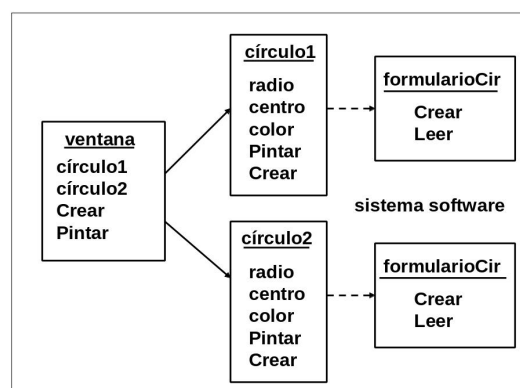 ventana
círculo1
círculo2
Crear
Pintar
círculo1
radio
centro
color
Pintar
Crear
formularioCir
Crear
Leer
sistema software
círculo2
radio
centro
color
Pintar
Crear
formularioCir
Crear
Leer